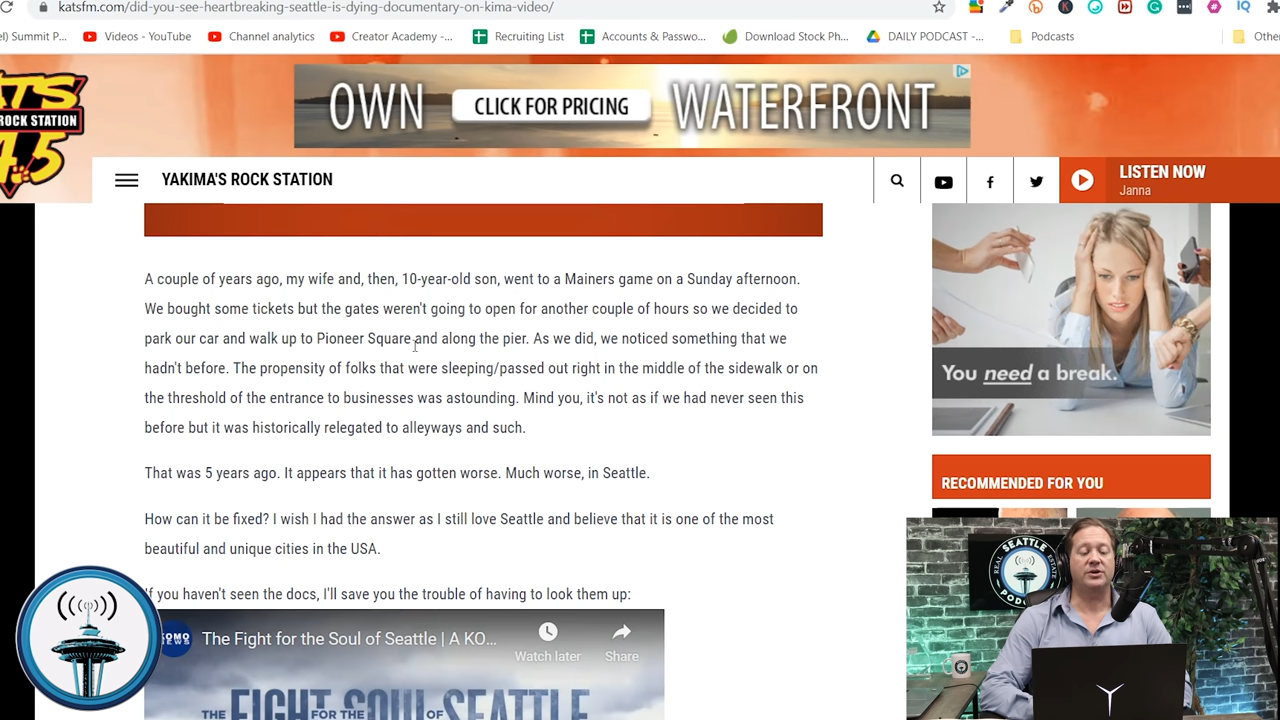 katsfm.com/did-you-see-heartbreaking-seattle-is-dying-documentary-on-kima-video/
el) Summit P... Videos - YouTube Channel analytics Creator Academy -... Recruiting List Accounts & Passwo... Download Stock Ph... DAILY PODCAST -... Podcasts Othe
ATS
ROCK STATION
4.5
OWN CLICK FOR PRICING WATERFRONT
YAKIMA'S ROCK STATION
LISTEN NOW
Janna
A couple of years ago, my wife and, then, 10-year-old son, went to a Mainers game on a Sunday afternoon.
We bought some tickets but the gates weren't going to open for another couple of hours so we decided to
park our car and walk up to Pioneer Square and along the pier. As we did, we noticed something that we
hadn't before. The propensity of folks that were sleeping/passed out right in the middle of the sidewalk or on
the threshold of the entrance to businesses was astounding. Mind you, it's not as if we had never seen this
before but it was historically relegated to alleyways and such.
That was 5 years ago. It appears that it has gotten worse. Much worse, in Seattle.
How can it be fixed? I wish I had the answer as I still love Seattle and believe that it is one of the most
beautiful and unique cities in the USA.
If you haven't seen the docs, I'll save you the trouble of having to look them up:
KOMO
NEWS
The Fight for the Soul of Seattle | A KO...
Watch later
Share
THE FIGHT FOR THE SOUL OF SEATTLE
You need a break.
RECOMMENDED FOR YOU
SEATTLE
REAL
ESTATE
PODCAST